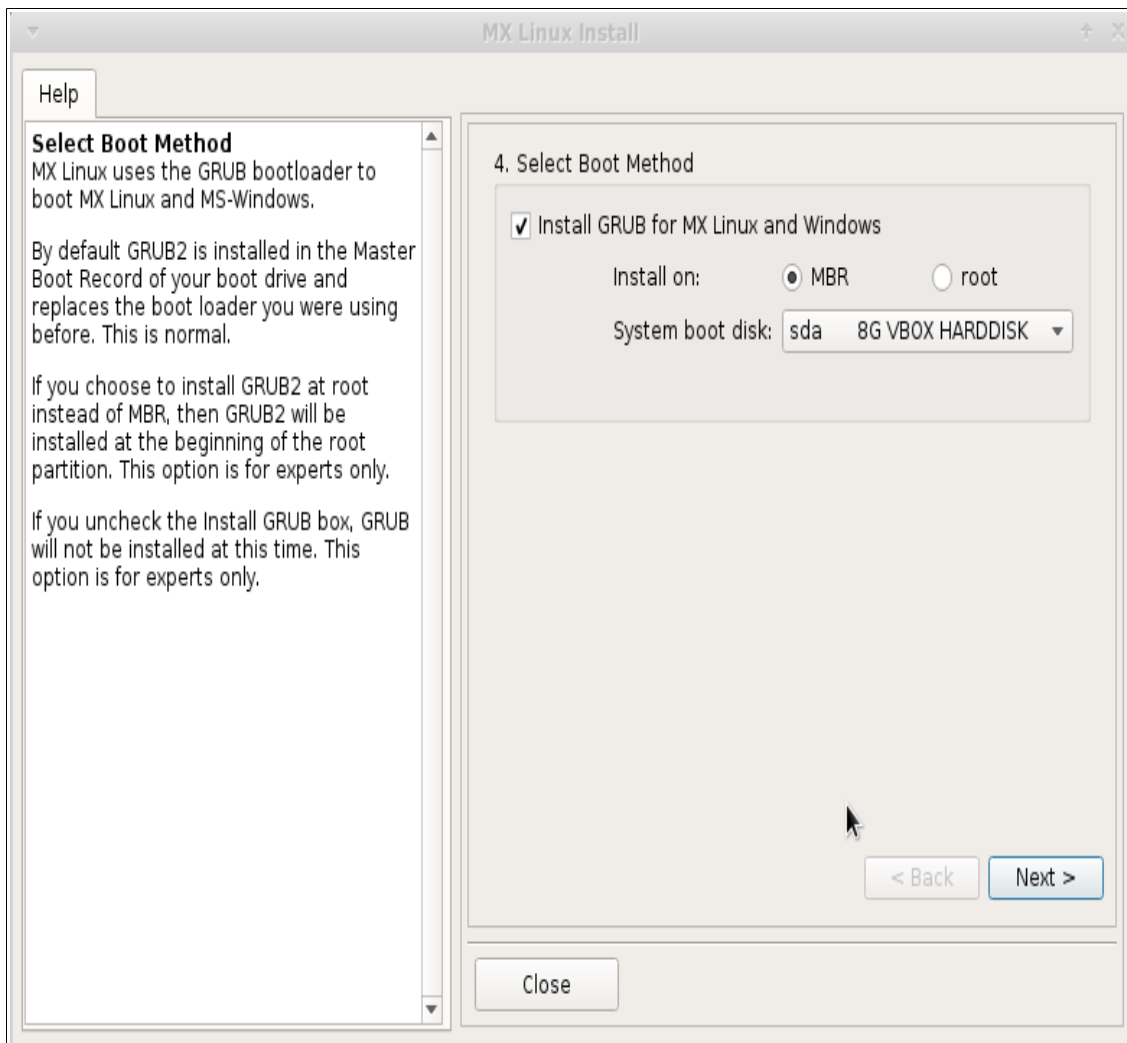 MX Linux Install
Help
Select Boot Method
MX Linux uses the GRUB bootloader to
boot MX Linux and MS-Windows.
By default GRUB2 is installed in the Master
Boot Record of your boot drive and
replaces the boot loader you were using
before. This is normal.
If you choose to install GRUB2 at root
instead of MBR, then GRUB2 will be
installed at the beginning of the root
partition. This option is for experts only.
If you uncheck the Install GRUB box, GRUB
will not be installed at this time. This
option is for experts only.
4. Select Boot Method
Install GRUB for MX Linux and Windows
Install on: MBR root
System boot disk: sda 8G VBOX HARDDISK
< Back Next >
Close